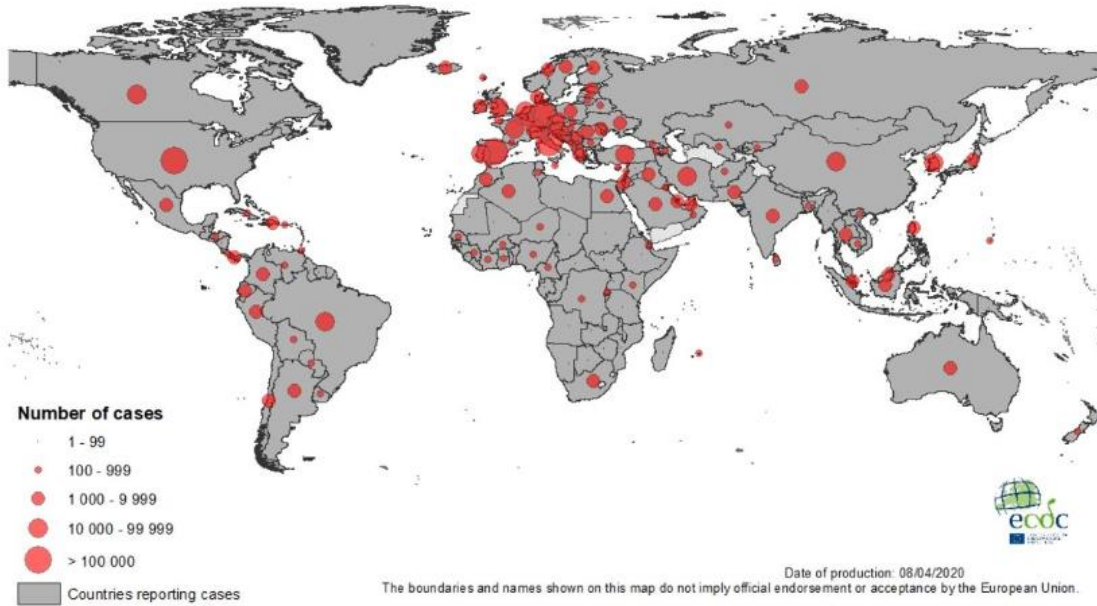 Number of cases
1 - 99
100 - 999
1 000 - 9 999
10 000 - 99 999
> 100 000
Countries reporting cases
ecdc
Date of production: 08/04/2020
The boundaries and names shown on this map do not imply official endorsement or acceptance by the European Union.